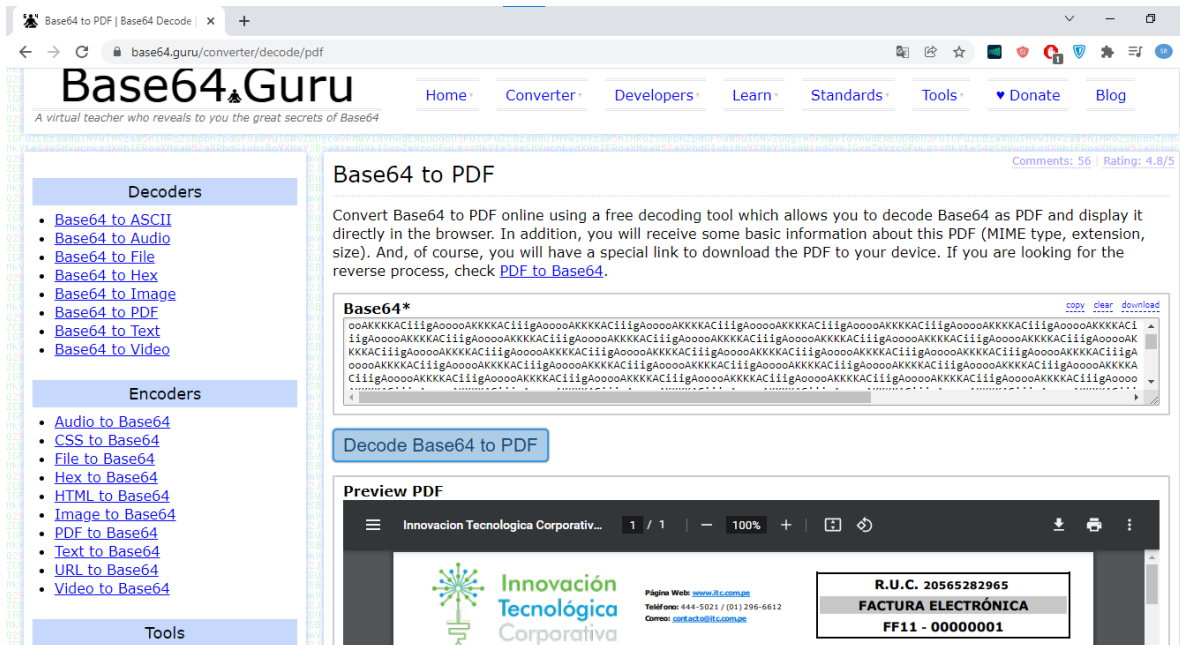 Base64 to PDF | Base64 Decode |
base64.guru/converter/decode/pdf
1
SR
Base64.Guru
A virtual teacher who reveals to you the great secrets of Base64
Home
Converter
Developers
Learn
Standards
Tools
♥ Donate
Blog
Decoders
Base64 to ASCII
Base64 to Audio
Base64 to File
Base64 to Hex
Base64 to Image
Base64 to PDF
Base64 to Text
Base64 to Video
Encoders
Audio to Base64
CSS to Base64
File to Base64
Hex to Base64
HTML to Base64
Image to Base64
PDF to Base64
Text to Base64
URL to Base64
Video to Base64
Tools
Comments: 56 | Rating: 4.8/5
Base64 to PDF
Convert Base64 to PDF online using a free decoding tool which allows you to decode Base64 as PDF and display it
directly in the browser. In addition, you will receive some basic information about this PDF (MIME type, extension,
size). And, of course, you will have a special link to download the PDF to your device. If you are looking for the
reverse process, check PDF to Base64.
Base64*
copy clear download
Decode Base64 to PDF
Preview PDF
Innovacion Tecnologica Corporativ...
1 / 1
100%
Innovación
Tecnológica
Corporativa
Página Web: www.itc.com.pe
Teléfono: 444-5021 / (01) 296-6612
Correo: contacto@itc.com.pe
R.U.C. 20565282965
FACTURA ELECTRÓNICA
FF11 - 00000001